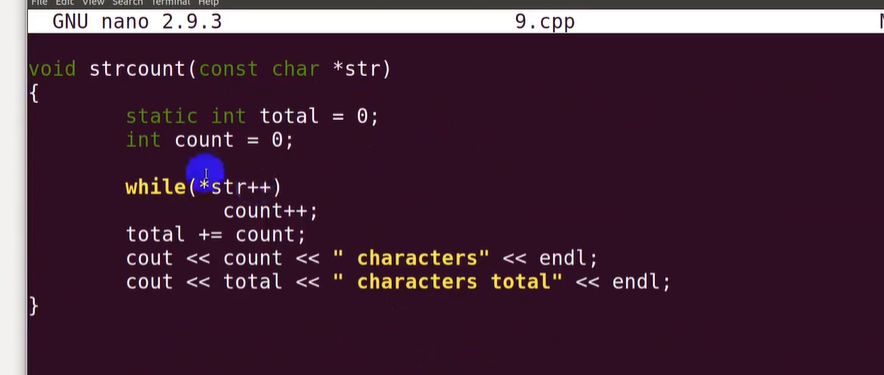 File Edit View Search Terminal Help
GNU nano 2.9.3 9.cpp
void strcount(const char *str)
{
static int total = 0;
int count = 0;
while(*str++)
count++;
total += count;
cout << count << " characters" << endl;
cout << total << " characters total" << endl;
}